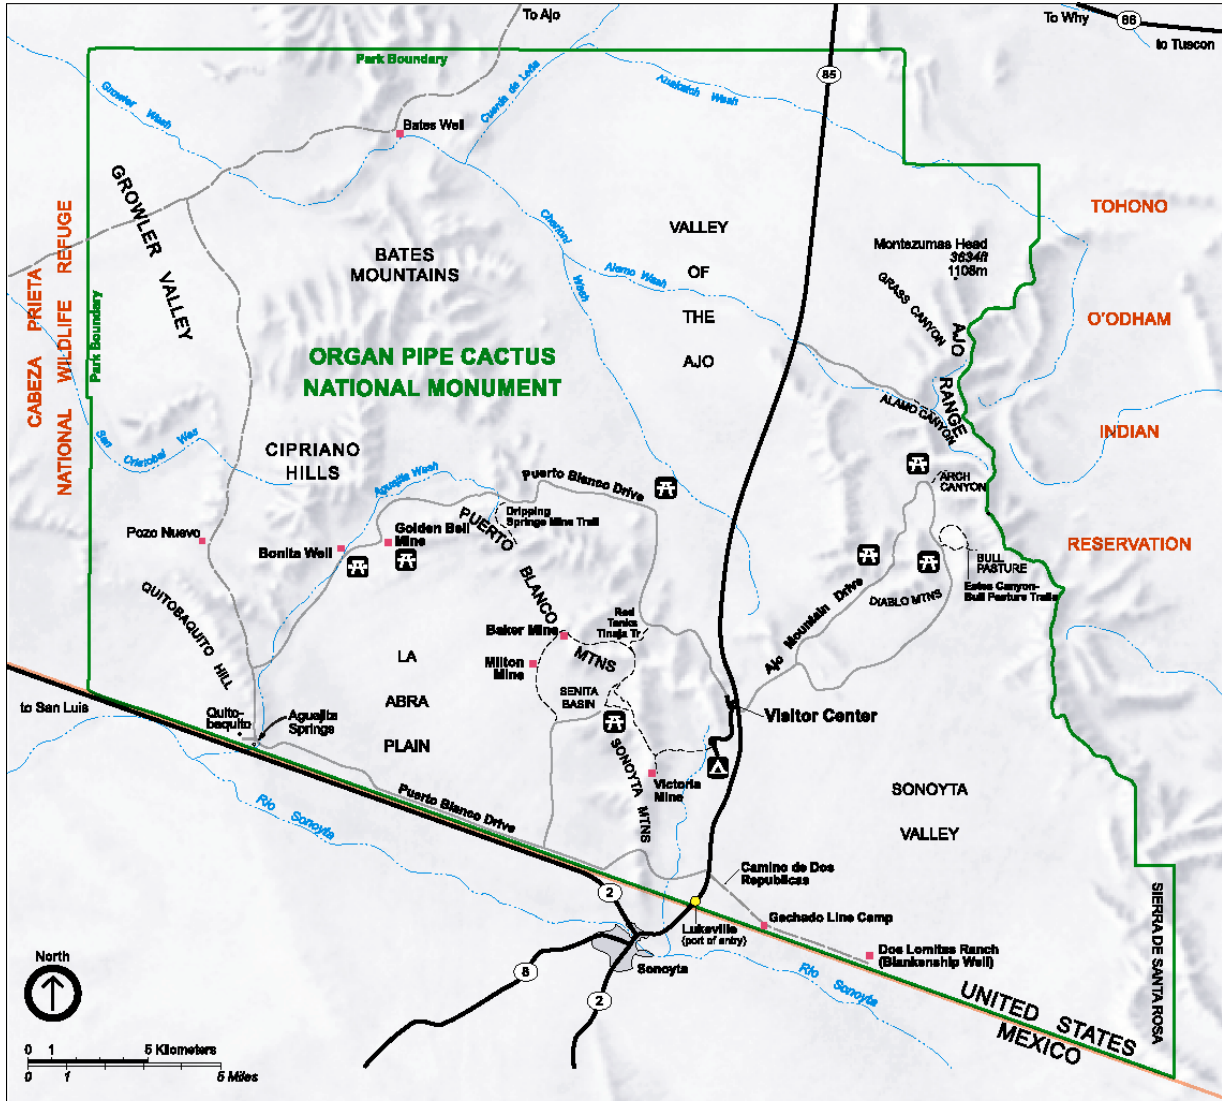 To Ajo
To Why
86
to Tuscon
Park Boundary
85
Growler Wash
Cuerda de Leña
Kuakatch Wash
Bates Well
GROWLER VALLEY
CABEZA PRIETA
NATIONAL WILDLIFE REFUGE
Park Boundary
BATES
MOUNTAINS
Cherioni
Wash
VALLEY
OF
THE
AJO
Alamo Wash
TOHONO
O'ODHAM
INDIAN
RESERVATION
Montezumas Head
3634ft
1108m
GRASS CANYON
AJO
RANGE
ORGAN PIPE CACTUS
NATIONAL MONUMENT
ALAMO CANYON
San
Cristobal Was
CIPRIANO
HILLS
Aguajita Wash
Puerto Blanco Drive
ARCH
CANYON
Dripping
Springs Mine Trail
Pozo Nuevo
Bonita Well
Golden Bell
Mine
PUERTO
BLANCO
MTNS
BULL
PASTURE
Estes Canyon-
Bull Pasture Trails
DIABLO MTNS
Ajo Mountain Drive
QUITOBAQUITO HILL
Red
Tanks
Tinaja Tr
Baker Mine
Milton
Mine
SENITA
BASIN
LA
ABRA
PLAIN
to San Luis
Quito-
baquito
Aguajita
Springs
Visitor Center
SONOYTA MTNS
Victoria
Mine
SONOYTA
VALLEY
Puerto Blanco Drive
Rio Sonoyta
Camino de Dos
Republicas
2
Gachado Line Camp
Lukeville
(port of entry)
Dos Lomitas Ranch
(Blankenship Well)
SIERRA DE SANTA ROSA
North
8
Sonoyta
2
Rio Sonoyta
UNITED STATES
MEXICO
0 1 5 Kilometers
0 1 5 Miles